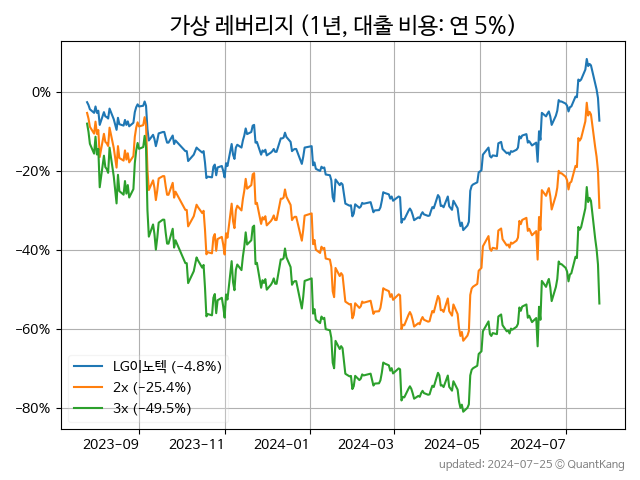 가상 레버리지 (1년, 대출 비용: 연 5%)
0%
−20%
−40%
−60%
−80%
LG이노텍 (−4.8%)
2x (−25.4%)
3x (−49.5%)
2023−09 2023−11 2024−01 2024−03 2024−05 2024−07
updated: 2024-07-25 © QuantKang